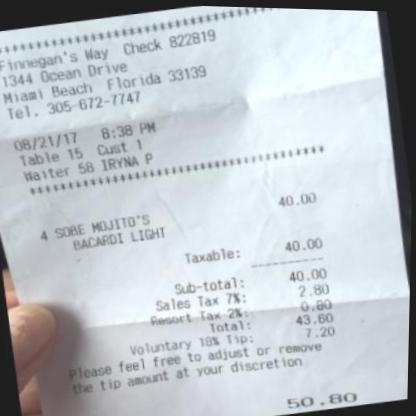 ****************************************
Finnegan's Way Check 822819
1344 Ocean Drive
Miami Beach Florida 33139
Tel. 305-672-7747
08/21/17 8:38 PM
Table 15 Cust 1
Waiter 58 IRYNA P
****************************************
4 SOBE MOJITO'S 40.00
BACARDI LIGHT
Taxable: 40.00
------------
Sub-total: 40.00
Sales Tax 7%: 2.80
Resort Tax 2%: 0.80
Total: 43.60
Voluntary 18% Tip: 7.20
Please feel free to adjust or remove
the tip amount at your discretion
50.80